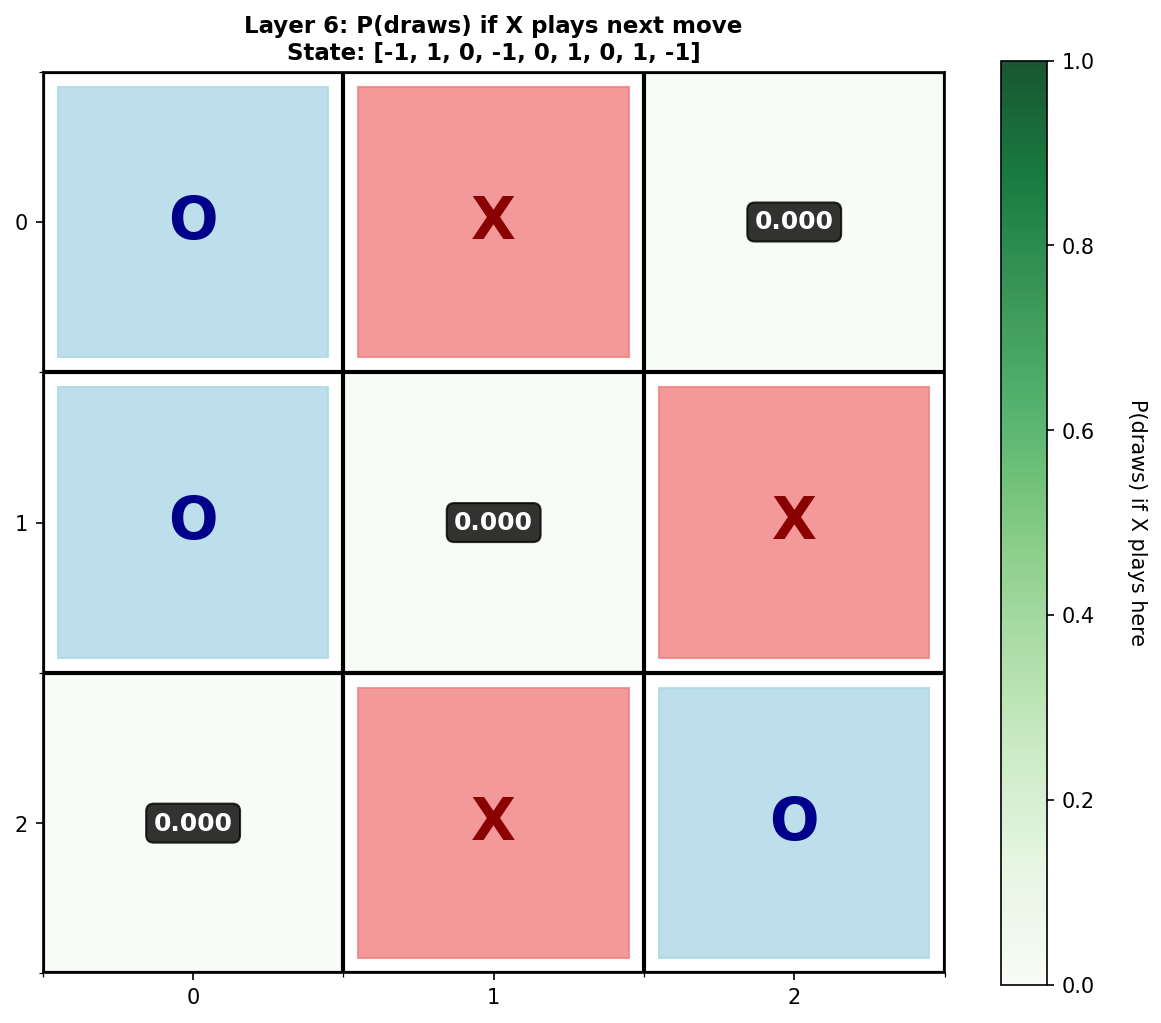 Layer 6: P(draws) if X plays next move
State: [-1, 1, 0, -1, 0, 1, 0, 1, -1]
O
X
0.000
O
0.000
X
0.000
X
O
0
1
2
0
1
2
1.0
0.8
0.6
0.4
0.2
0.0
P(draws) if X plays here